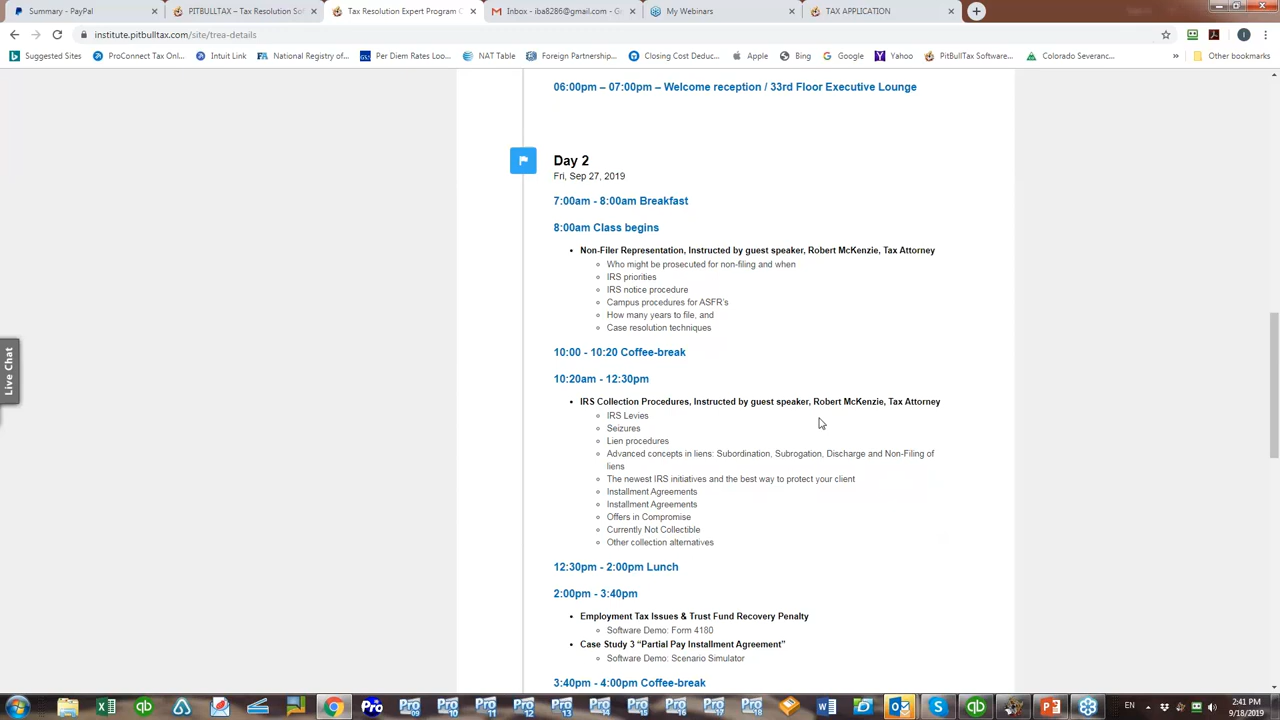 Summary - PayPal
PITBULLTAX – Tax Resolution Sof
Tax Resolution Expert Program C
Inbox - iba8286@gmail.com - G
My Webinars
TAX APPLICATION
institute.pitbulltax.com/site/trea-details
Suggested Sites
ProConnect Tax Onl...
Intuit Link
National Registry of...
Per Diem Rates Loo...
NAT Table
Foreign Partnership...
Closing Cost Deduc...
Apple
Bing
Google
Yahoo
PitBullTax Software...
Colorado Severanc...
»
Other bookmarks
06:00pm – 07:00pm – Welcome reception / 33rd Floor Executive Lounge
Day 2
Fri, Sep 27, 2019
7:00am - 8:00am Breakfast
8:00am Class begins
Non-Filer Representation, Instructed by guest speaker, Robert McKenzie, Tax Attorney
Who might be prosecuted for non-filing and when
IRS priorities
IRS notice procedure
Campus procedures for ASFR's
How many years to file, and
Case resolution techniques
10:00 - 10:20 Coffee-break
10:20am - 12:30pm
IRS Collection Procedures, Instructed by guest speaker, Robert McKenzie, Tax Attorney
IRS Levies
Seizures
Lien procedures
Advanced concepts in liens: Subordination, Subrogation, Discharge and Non-Filing of
liens
The newest IRS initiatives and the best way to protect your client
Installment Agreements
Installment Agreements
Offers in Compromise
Currently Not Collectible
Other collection alternatives
12:30pm - 2:00pm Lunch
2:00pm - 3:40pm
Employment Tax Issues & Trust Fund Recovery Penalty
Software Demo: Form 4180
Case Study 3 “Partial Pay Installment Agreement”
Software Demo: Scenario Simulator
3:40pm - 4:00pm Coffee-break
Live Chat
EN
2:41 PM
9/18/2019